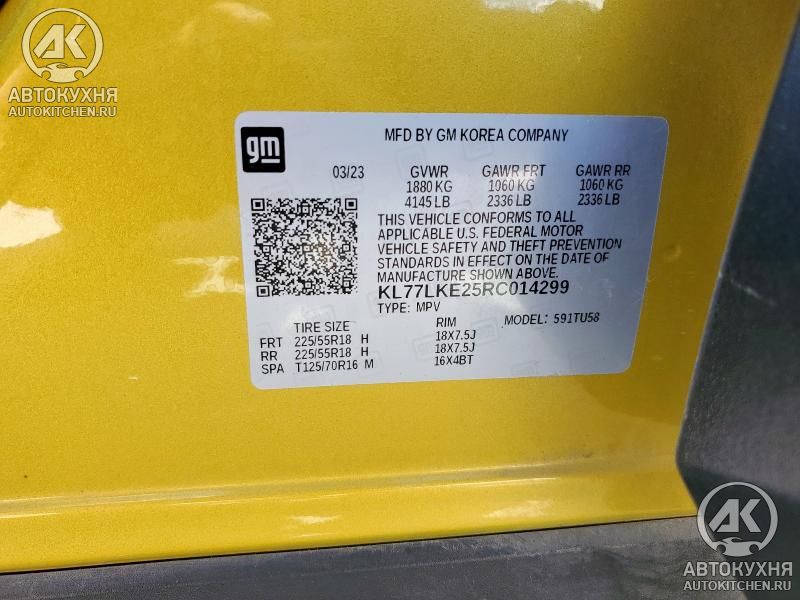 AK
АВТОКУХНЯ
AUTOKITCHEN.RU
gm
MFD BY GM KOREA COMPANY
03/23 GVWR GAWR FRT GAWR RR
1880 KG 1060 KG 1060 KG
4145 LB 2336 LB 2336 LB
THIS VEHICLE CONFORMS TO ALL
APPLICABLE U.S. FEDERAL MOTOR
VEHICLE SAFETY AND THEFT PREVENTION
STANDARDS IN EFFECT ON THE DATE OF
MANUFACTURE SHOWN ABOVE.
KL77LKE25RC014299
TYPE: MPV
TIRE SIZE RIM MODEL: 591TU58
FRT 225/55R18 H 18X7.5J
RR 225/55R18 H 18X7.5J
SPA T125/70R16 M 16X4BT
AK
АВТОКУХНЯ
AUTOKITCHEN.RU